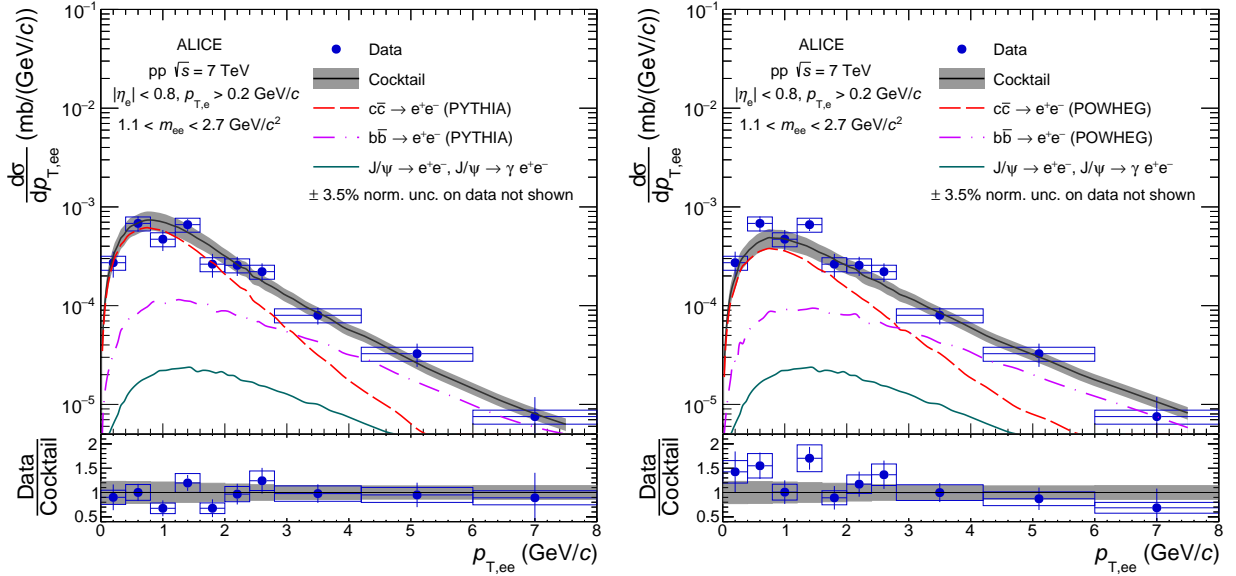 dσ/dp_T,ee (mb/(GeV/c))
10⁻¹
10⁻²
10⁻³
10⁻⁴
10⁻⁵
ALICE
pp √s = 7 TeV
|η_e| < 0.8, p_T,e > 0.2 GeV/c
1.1 < m_ee < 2.7 GeV/c²
Data
Cocktail
cc̄ → e⁺e⁻ (PYTHIA)
bb̄ → e⁺e⁻ (PYTHIA)
J/ψ → e⁺e⁻, J/ψ → γ e⁺e⁻
± 3.5% norm. unc. on data not shown
Data/Cocktail
2
1.5
1
0.5
0 1 2 3 4 5 6 7 8
p_T,ee (GeV/c)
dσ/dp_T,ee (mb/(GeV/c))
10⁻¹
10⁻²
10⁻³
10⁻⁴
10⁻⁵
ALICE
pp √s = 7 TeV
|η_e| < 0.8, p_T,e > 0.2 GeV/c
1.1 < m_ee < 2.7 GeV/c²
Data
Cocktail
cc̄ → e⁺e⁻ (POWHEG)
bb̄ → e⁺e⁻ (POWHEG)
J/ψ → e⁺e⁻, J/ψ → γ e⁺e⁻
± 3.5% norm. unc. on data not shown
Data/Cocktail
2
1.5
1
0.5
0 1 2 3 4 5 6 7 8
p_T,ee (GeV/c)